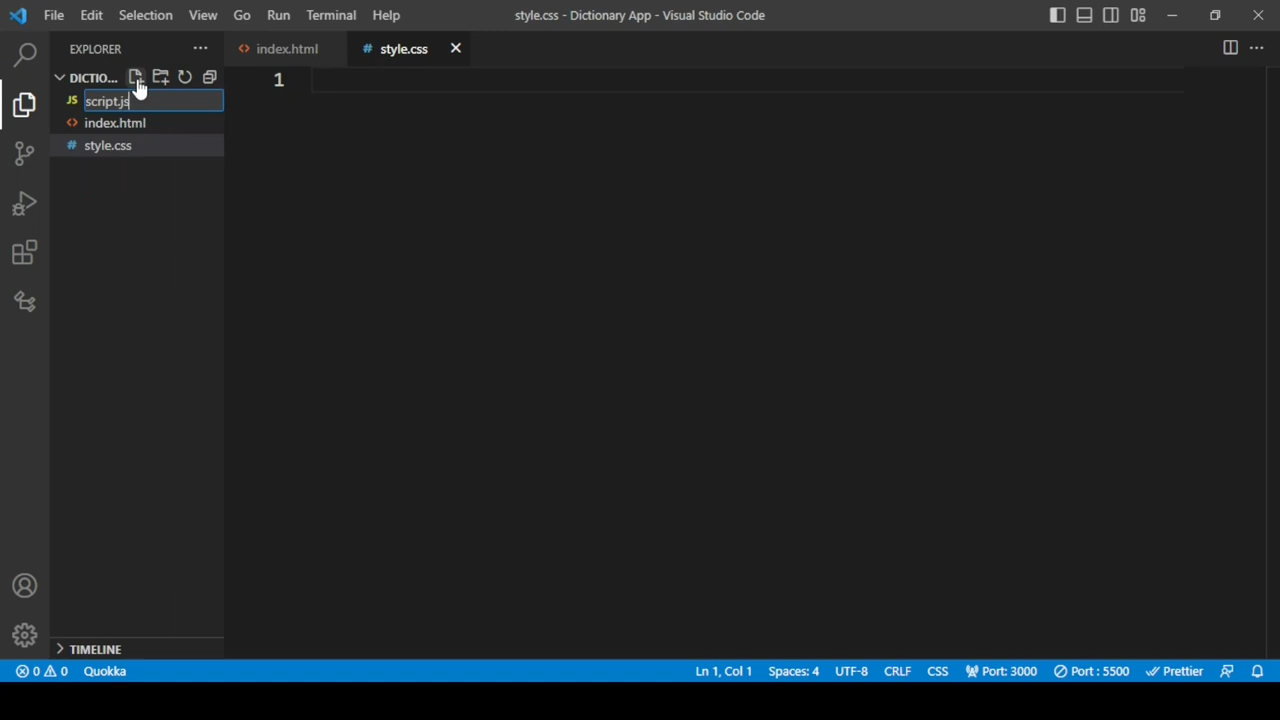 File Edit Selection View Go Run Terminal Help style.css - Dictionary App - Visual Studio Code
EXPLORER ··· <> index.html # style.css
DICTIO...
1
JS script.js
<> index.html
# style.css
TIMELINE
0 0 Quokka Ln 1, Col 1 Spaces: 4 UTF-8 CRLF CSS Port: 3000 Port : 5500 Prettier